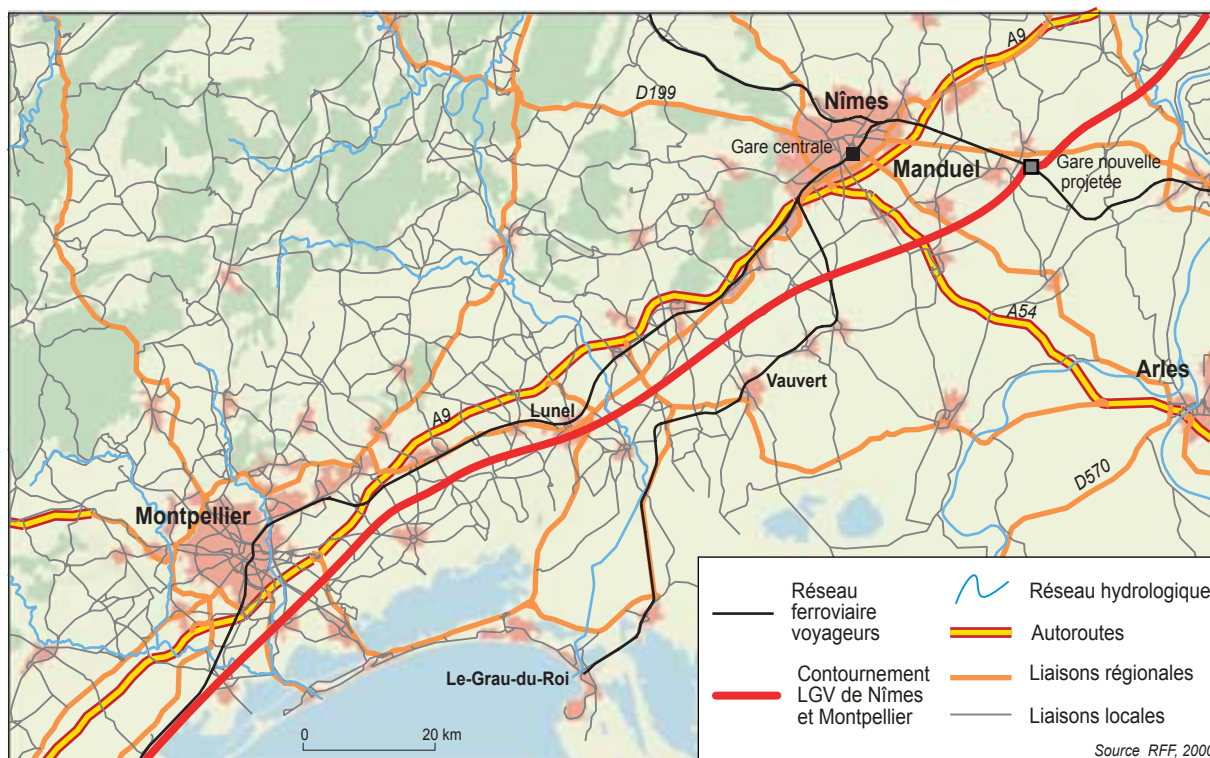 A9
D199
Nîmes
Gare centrale
Manduel
Gare nouvelle
projetée
A54
Arles
Vauvert
Lunel
A9
D570
Montpellier
Le-Grau-du-Roi
0 20 km
Réseau
ferroviaire
voyageurs
Contournement
LGV de Nîmes
et Montpellier
Réseau hydrologique
Autoroutes
Liaisons régionales
Liaisons locales
Source RFF, 2000